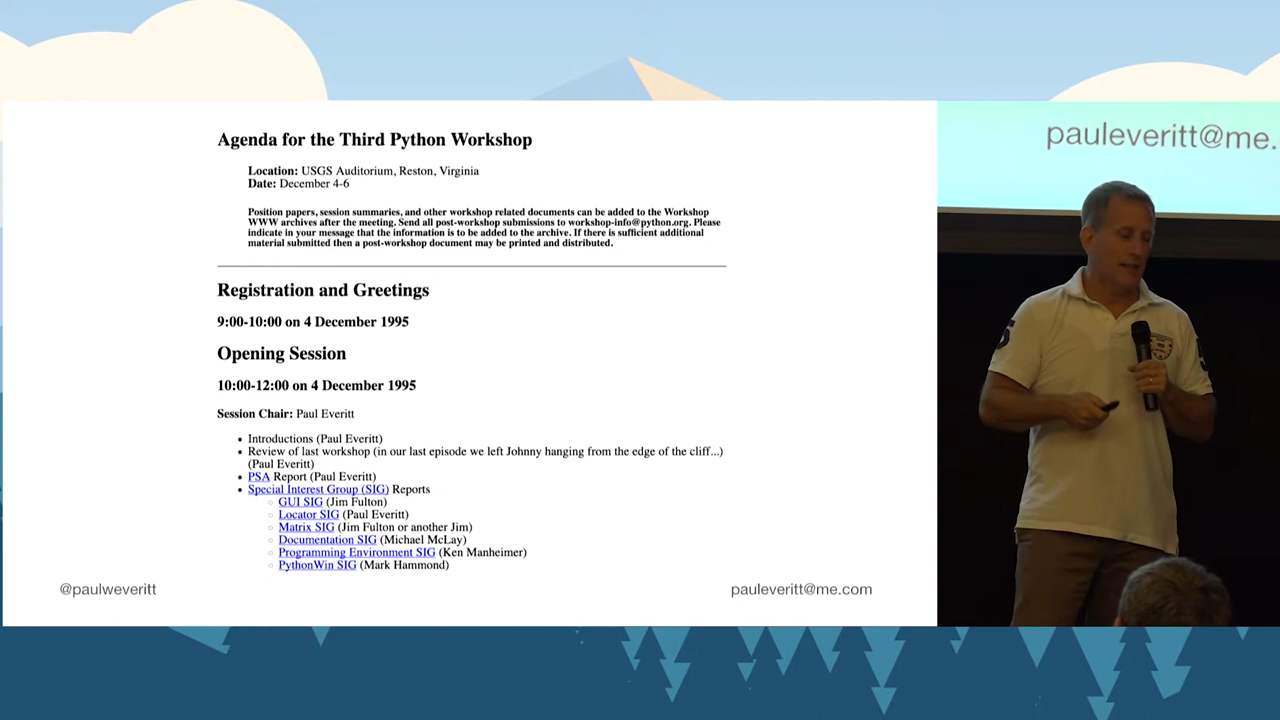 Agenda for the Third Python Workshop
Location: USGS Auditorium, Reston, Virginia
Date: December 4-6
Position papers, session summaries, and other workshop related documents can be added to the Workshop
WWW archives after the meeting. Send all post-workshop submissions to workshop-info@python.org. Please
indicate in your message that the information is to be added to the archive. If there is sufficient additional
material submitted then a post-workshop document may be printed and distributed.
Registration and Greetings
9:00-10:00 on 4 December 1995
Opening Session
10:00-12:00 on 4 December 1995
Session Chair: Paul Everitt
• Introductions (Paul Everitt)
• Review of last workshop (in our last episode we left Johnny hanging from the edge of the cliff...)
(Paul Everitt)
• PSA Report (Paul Everitt)
• Special Interest Group (SIG) Reports
○ GUI SIG (Jim Fulton)
○ Locator SIG (Paul Everitt)
○ Matrix SIG (Jim Fulton or another Jim)
○ Documentation SIG (Michael McLay)
○ Programming Environment SIG (Ken Manheimer)
○ PythonWin SIG (Mark Hammond)
@paulweveritt
paulweritt@me.com
pauleveritt@me.